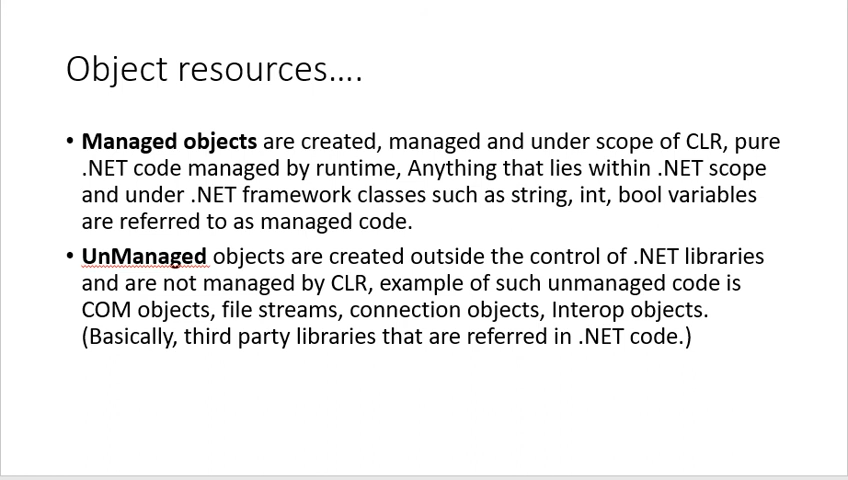 Object resources....
• Managed objects are created, managed and under scope of CLR, pure
.NET code managed by runtime, Anything that lies within .NET scope
and under .NET framework classes such as string, int, bool variables
are referred to as managed code.
• UnManaged objects are created outside the control of .NET libraries
and are not managed by CLR, example of such unmanaged code is
COM objects, file streams, connection objects, Interop objects.
(Basically, third party libraries that are referred in .NET code.)